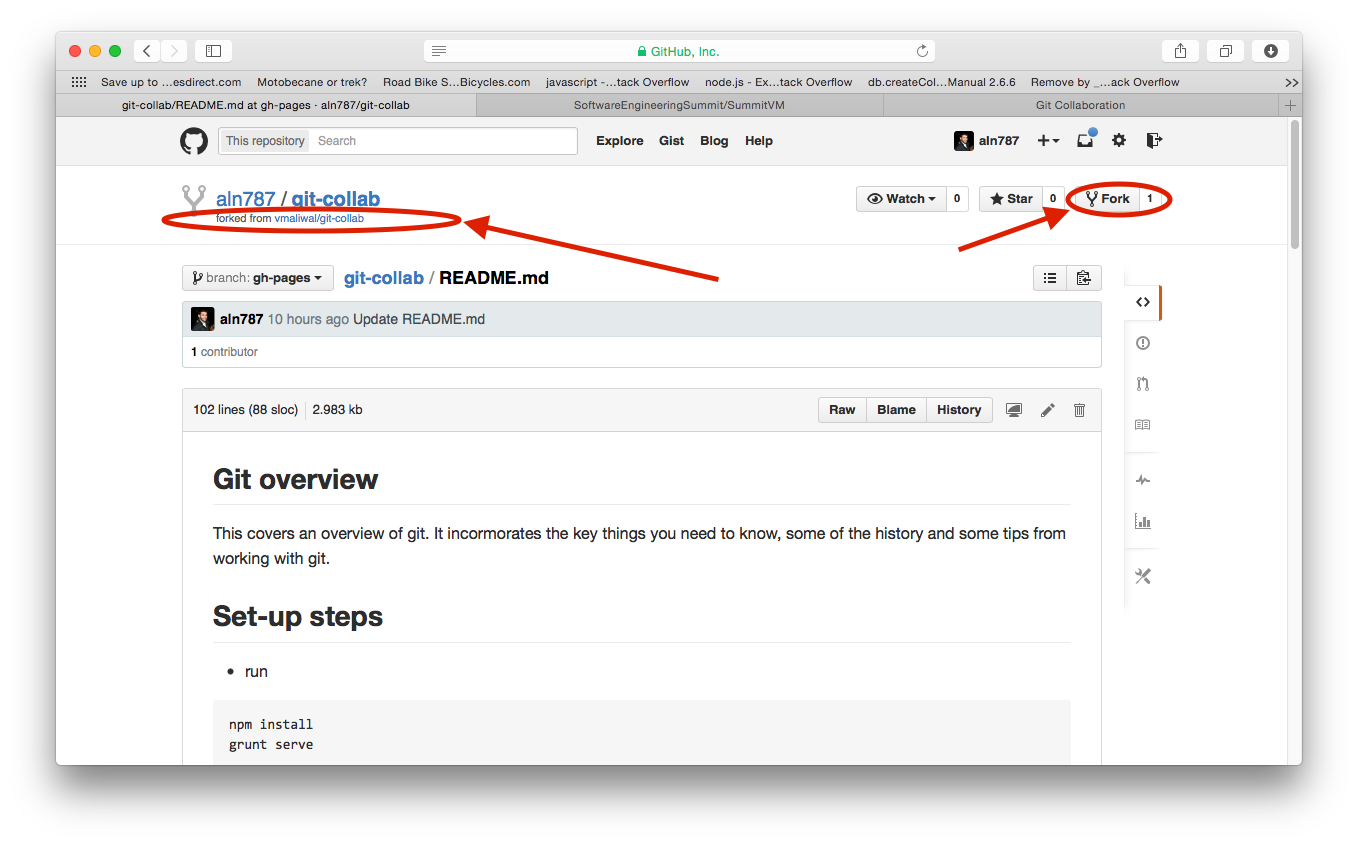 GitHub, Inc.
Save up to ...esdirect.com Motobecane or trek? Road Bike S...Bicycles.com javascript -...tack Overflow node.js - Ex...tack Overflow db.createCol...Manual 2.6.6 Remove by _...ack Overflow >>
git-collab/README.md at gh-pages · aln787/git-collab SoftwareEngineeringSummit/SummitVM Git Collaboration +
This repository Search Explore Gist Blog Help aln787
aln787 / git-collab Watch 0 Star 0 Fork 1
forked from vmaliwal/git-collab
branch: gh-pages git-collab / README.md
aln787 10 hours ago Update README.md
1 contributor
102 lines (88 sloc) 2.983 kb Raw Blame History
Git overview
This covers an overview of git. It incormorates the key things you need to know, some of the history and some tips from
working with git.
Set-up steps
• run
npm install
grunt serve